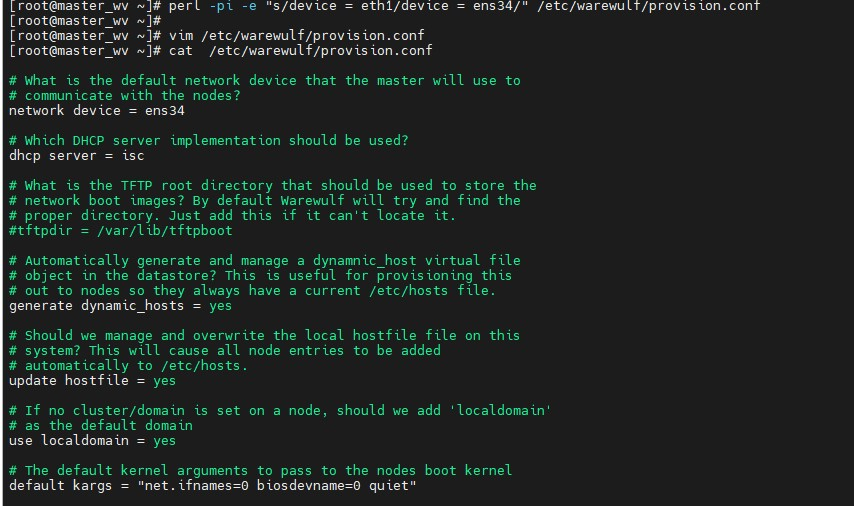 [root@master_wv ~]# perl -pi -e "s/device = eth1/device = ens34/" /etc/warewulf/provision.conf
[root@master_wv ~]#
[root@master_wv ~]# vim /etc/warewulf/provision.conf
[root@master_wv ~]# cat  /etc/warewulf/provision.conf

# What is the default network device that the master will use to
# communicate with the nodes?
network device = ens34

# Which DHCP server implementation should be used?
dhcp server = isc

# What is the TFTP root directory that should be used to store the
# network boot images? By default Warewulf will try and find the
# proper directory. Just add this if it can't locate it.
#tftpdir = /var/lib/tftpboot

# Automatically generate and manage a dynamnic_host virtual file
# object in the datastore? This is useful for provisioning this
# out to nodes so they always have a current /etc/hosts file.
generate dynamic_hosts = yes

# Should we manage and overwrite the local hostfile file on this
# system? This will cause all node entries to be added
# automatically to /etc/hosts.
update hostfile = yes

# If no cluster/domain is set on a node, should we add 'localdomain'
# as the default domain
use localdomain = yes

# The default kernel arguments to pass to the nodes boot kernel
default kargs = "net.ifnames=0 biosdevname=0 quiet"